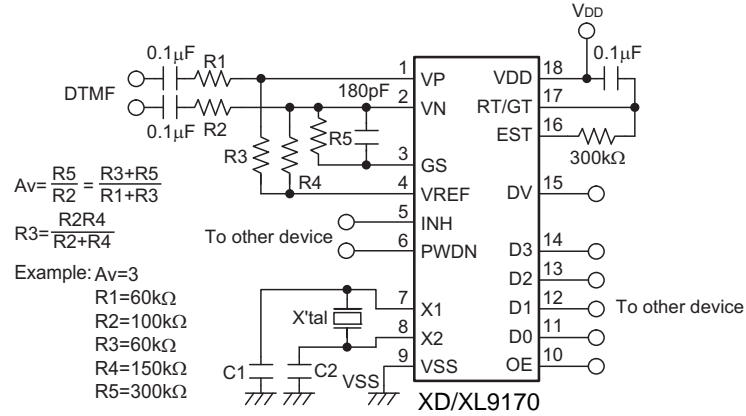 VDD
0.1μF
R1
1
VP
VDD
18
0.1μF
DTMF
180pF
2
VN
RT/GT
17
0.1μF
R2
R5
EST
16
300kΩ
R3
R4
3
GS
4
VREF
DV
15
Av=R5/R2=R3+R5/R1+R3
R3=R2R4/R2+R4
5
INH
To other device
6
PWDN
D3
14
D2
13
Example: Av=3
R1=60kΩ
R2=100kΩ
R3=60kΩ
R4=150kΩ
R5=300kΩ
X'tal
7
X1
D1
12
To other device
8
X2
D0
11
C1
C2
VSS
9
VSS
OE
10
XD/XL9170